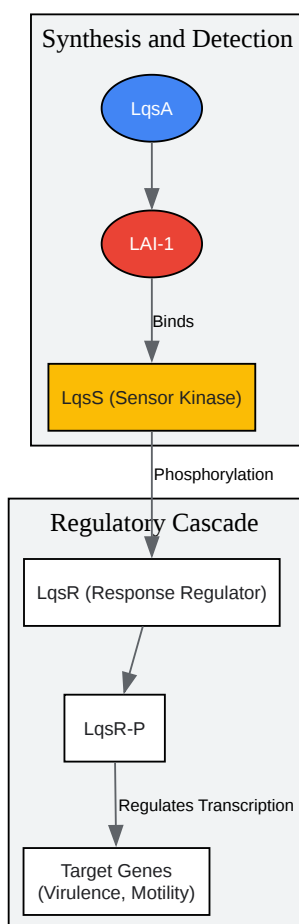 Synthesis and Detection
LqsA
LAI-1
Binds
LqsS (Sensor Kinase)
Phosphorylation
Regulatory Cascade
LqsR (Response Regulator)
LqsR-P
Regulates Transcription
Target Genes
(Virulence, Motility)